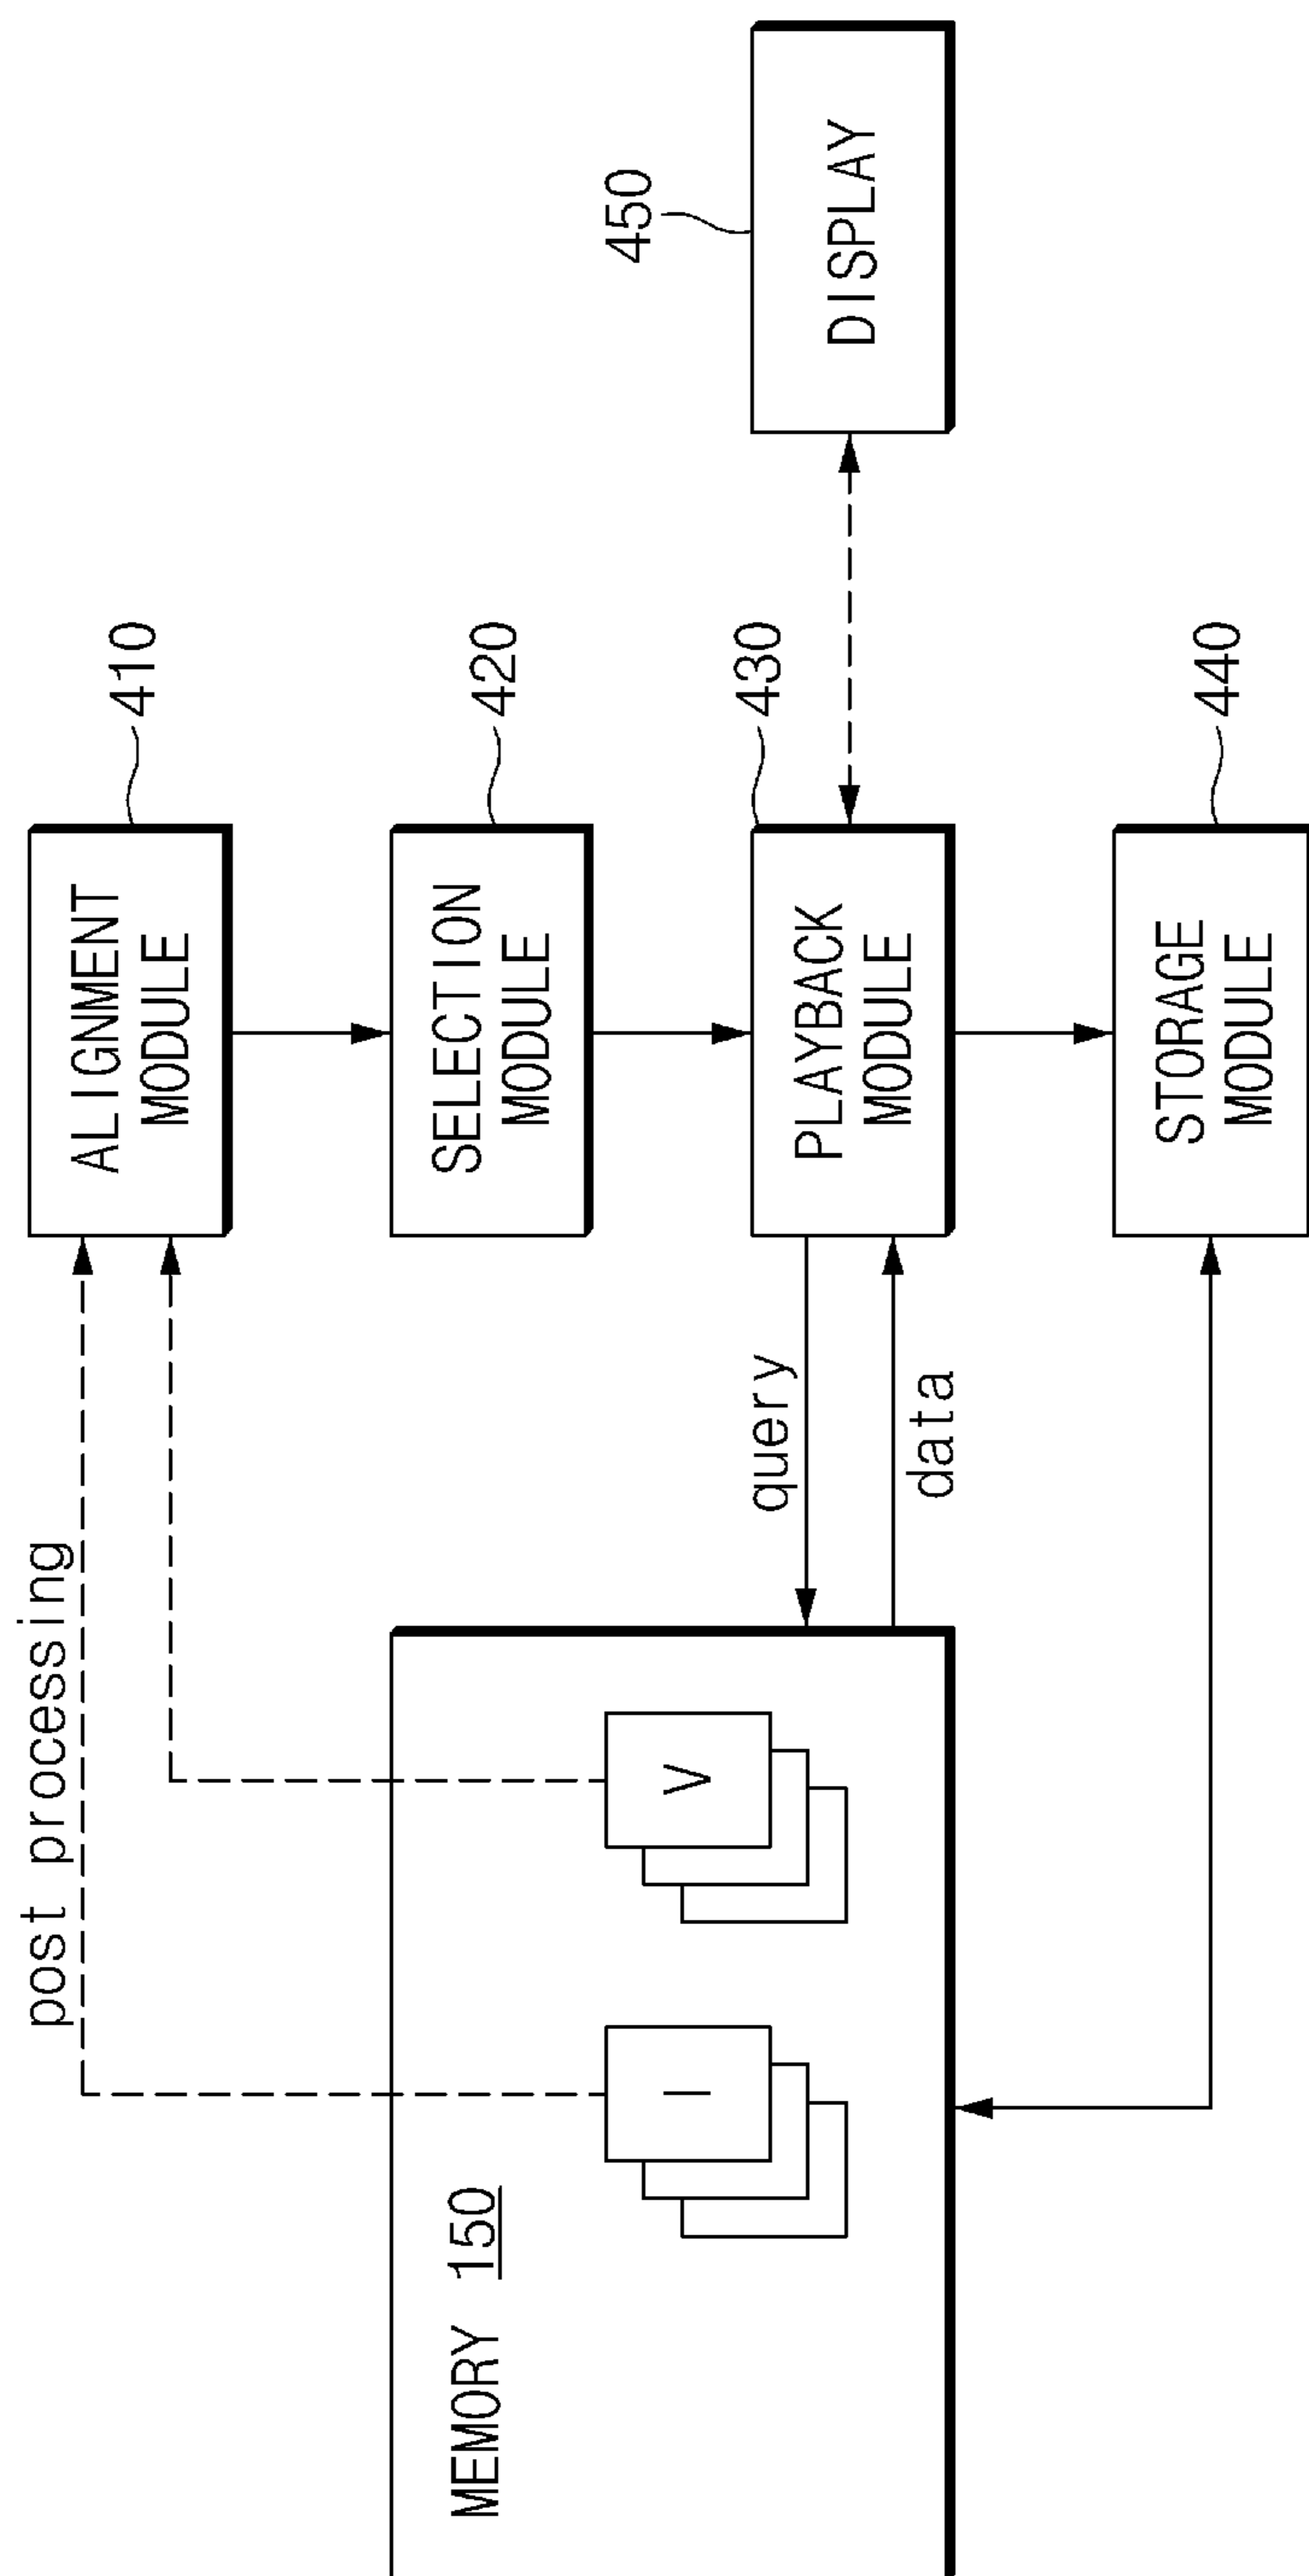 post processing
MEMORY 150
I
V
query
data
ALIGNMENT
MODULE
410
SELECTION
MODULE
420
PLAYBACK
MODULE
430
STORAGE
MODULE
440
450
DISPLAY